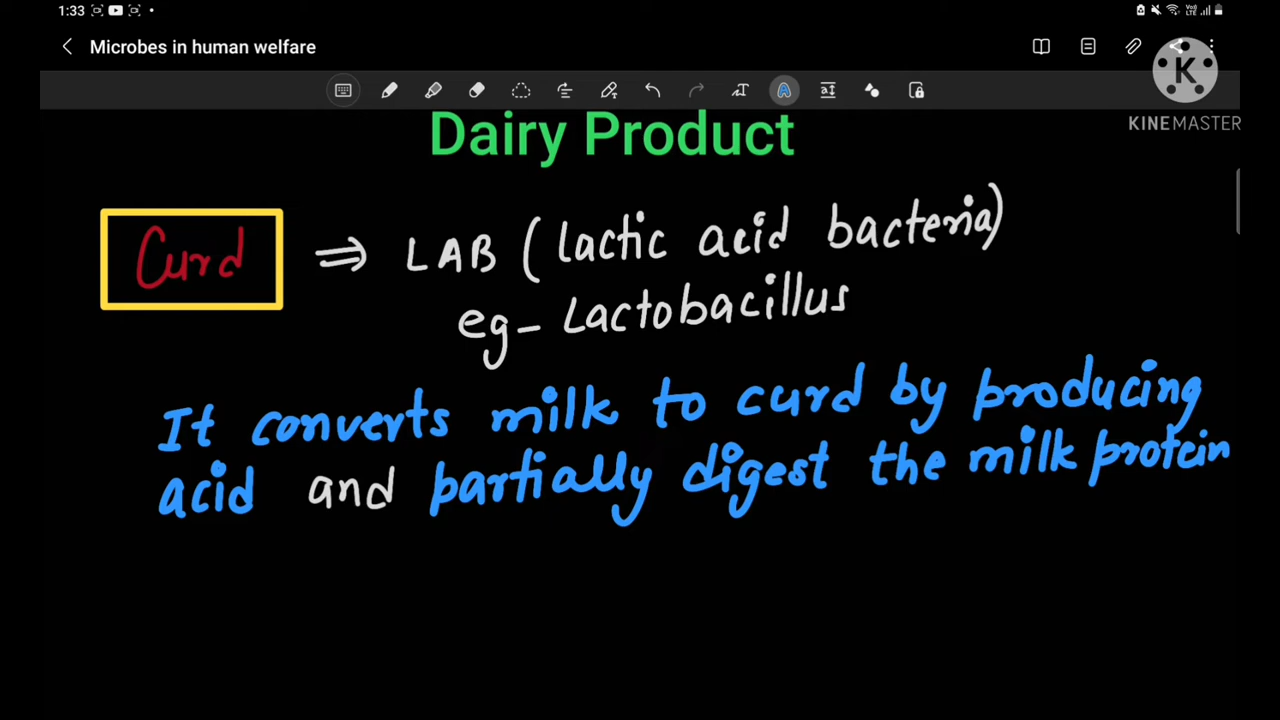 1:33
Microbes in human welfare
K
KINEMASTER
Dairy Product
Curd ⇒ LAB (lactic acid bacteria)
eg- Lactobacillus
It converts milk to curd by producing
acid and partially digest the milk protein